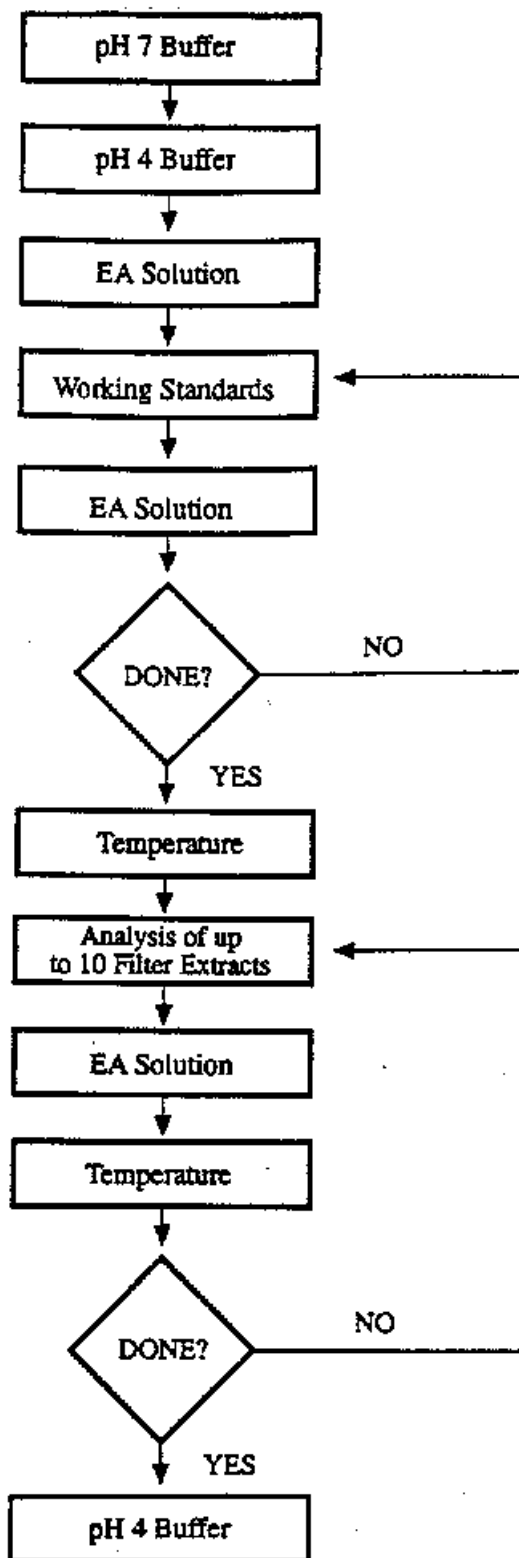 pH 7 Buffer
pH 4 Buffer
EA Solution
Working Standards
EA Solution
DONE?
NO
YES
Temperature
Analysis of up
to 10 Filter Extracts
EA Solution
Temperature
DONE?
NO
YES
pH 4 Buffer